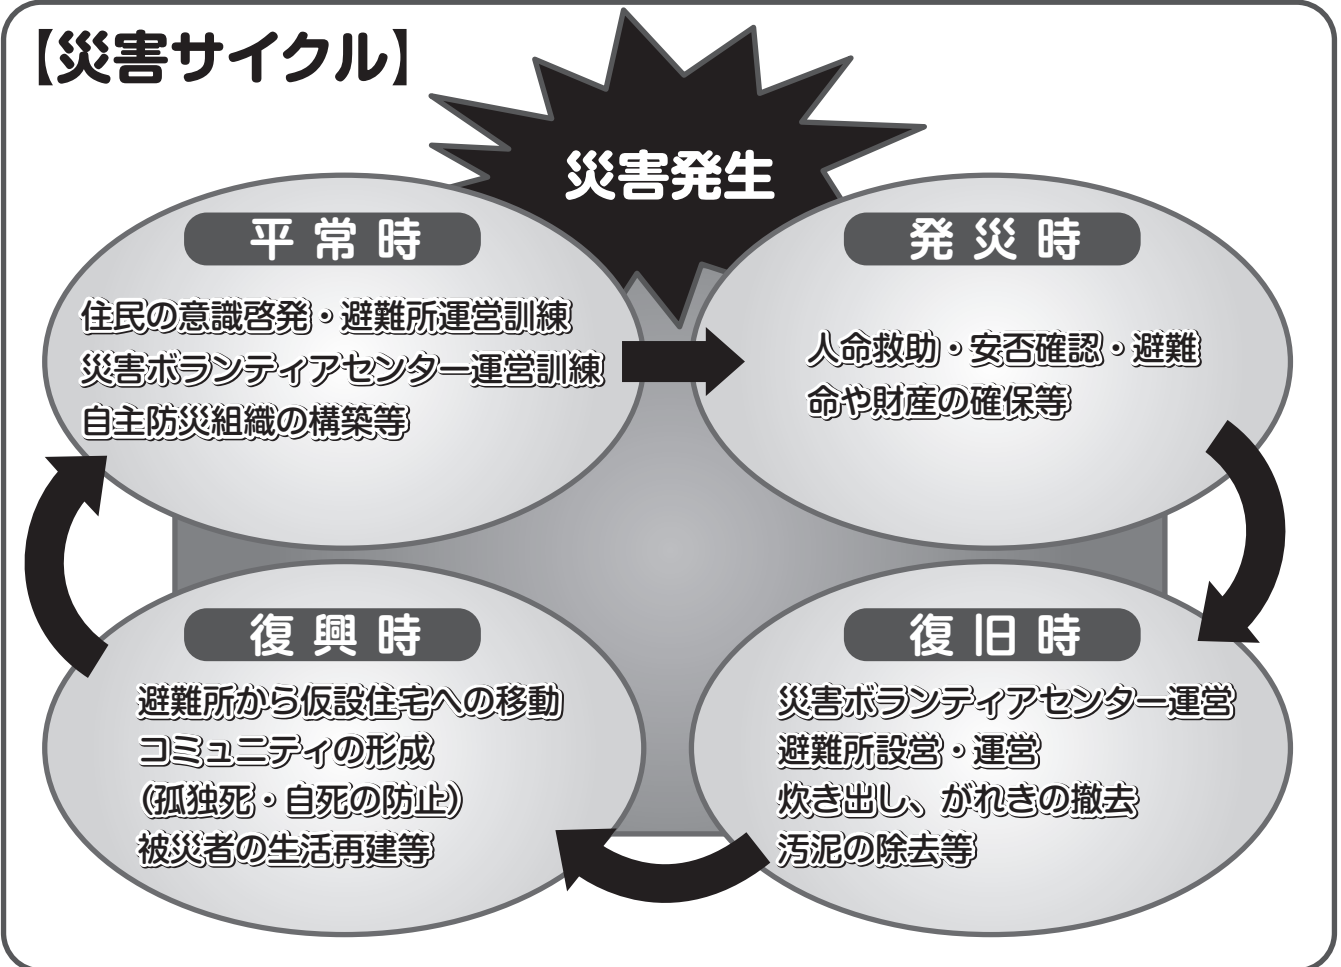 【災害サイクル】
災害発生
平常時
住民の意識啓発・避難所運営訓練
災害ボランティアセンター運営訓練
自主防災組織の構築等
発災時
人命救助・安否確認・避難
命や財産の確保等
復旧時
災害ボランティアセンター運営
避難所設営・運営
炊き出し、がれきの撤去
汚泥の除去等
復興時
避難所から仮設住宅への移動
コミュニティの形成
(孤独死・自死の防止)
被災者の生活再建等